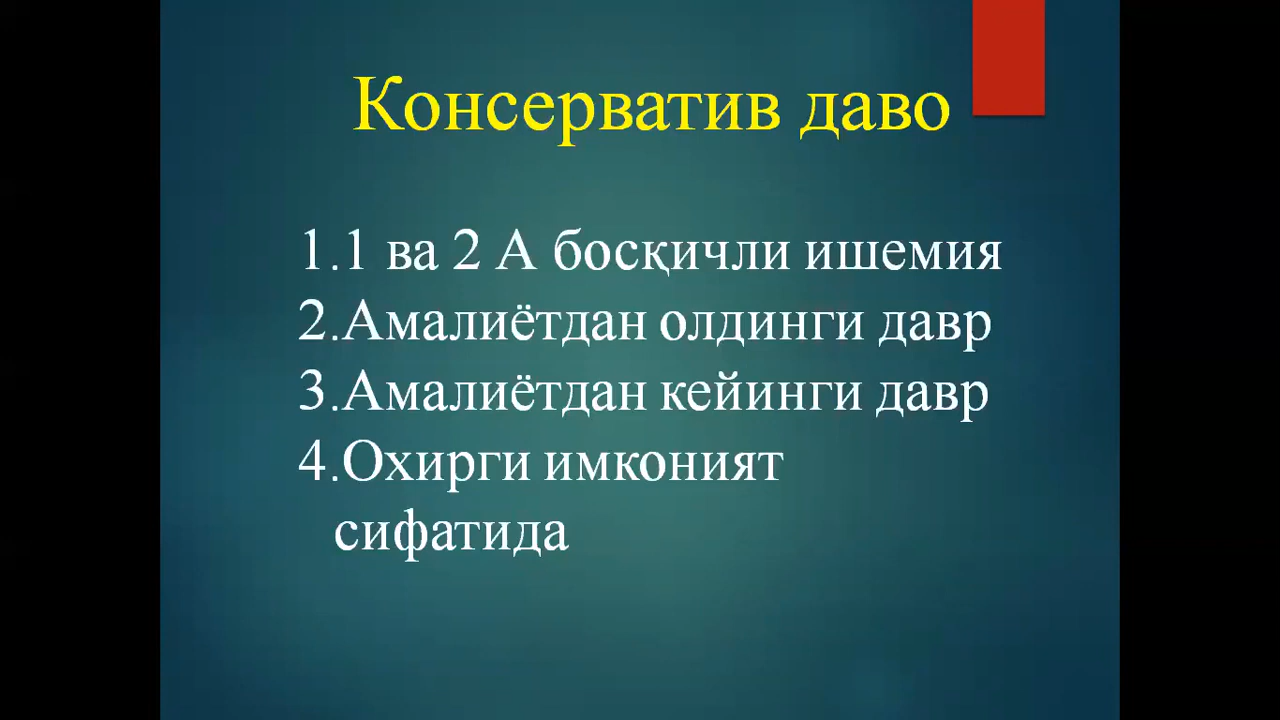 Консерватив даво
1.1 ва 2 А босқичли ишемия
2.Амалиётдан олдинги давр
3.Амалиётдан кейинги давр
4.Охирги имконият
сифатида